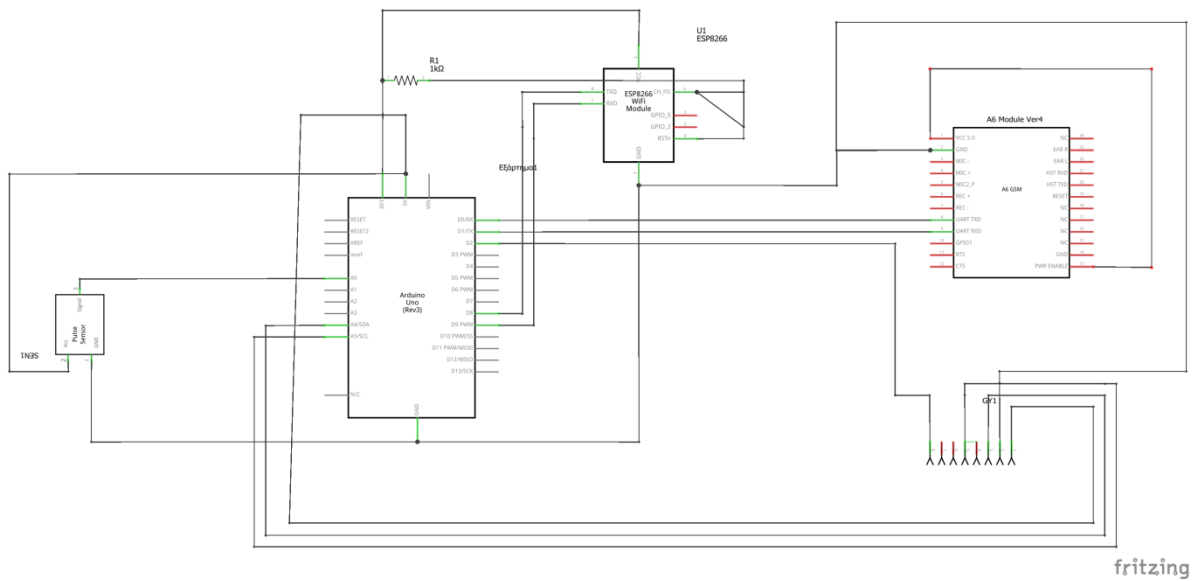 U1
ESP8266
R1
1kΩ
VCC
ESP8266
WiFi
Module
TXD
RXD
CH_PD
GPIO_0
GPIO_2
RSTn
GND
A6 Module Ver4
VCC 5.0
GND
MIC -
MIC +
MIC2_P
REC +
REC -
UART TXD
UART RXD
GPIO1
RTS
CTS
A6 GSM
NC
EAR R
EAR L
HST RXD
HST TXD
RESET
NC
NC
NC
NC
GND
PWR ENABLE
Εξάρτημα1
3V3
5V
VIN
RESET
RESET2
AREF
ioref
A0
A1
A2
A3
A4/SDA
A5/SCL
N/C
Arduino
Uno
(Rev3)
D0/RX
D1/TX
D2
D3 PWM
D4
D5 PWM
D6 PWM
D7
D8
D9 PWM
D10 PWM/SS
D11 PWM/MOSI
D12/MISO
D13/SCK
GND
Signal
Pulse
Sensor
Vcc
GND
SEN1
GY1
fritzing